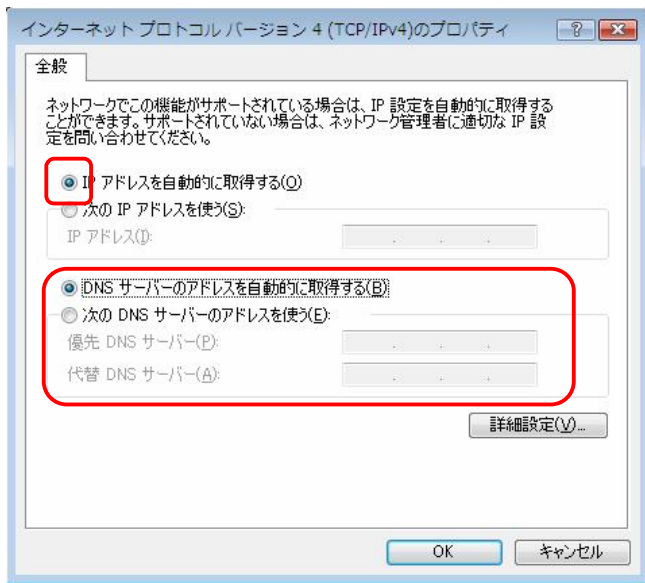 インターネット プロトコル バージョン 4 (TCP/IPv4)のプロパティ
全般
ネットワークでこの機能がサポートされている場合は、IP 設定を自動的に取得する
ことができます。サポートされていない場合は、ネットワーク管理者に適切な IP 設
定を問い合わせてください。
IP アドレスを自動的に取得する(O)
次の IP アドレスを使う(S):
IP アドレス(I):
DNS サーバーのアドレスを自動的に取得する(B)
次の DNS サーバーのアドレスを使う(E):
優先 DNS サーバー(P):
代替 DNS サーバー(A):
詳細設定(V)...
OK
キャンセル